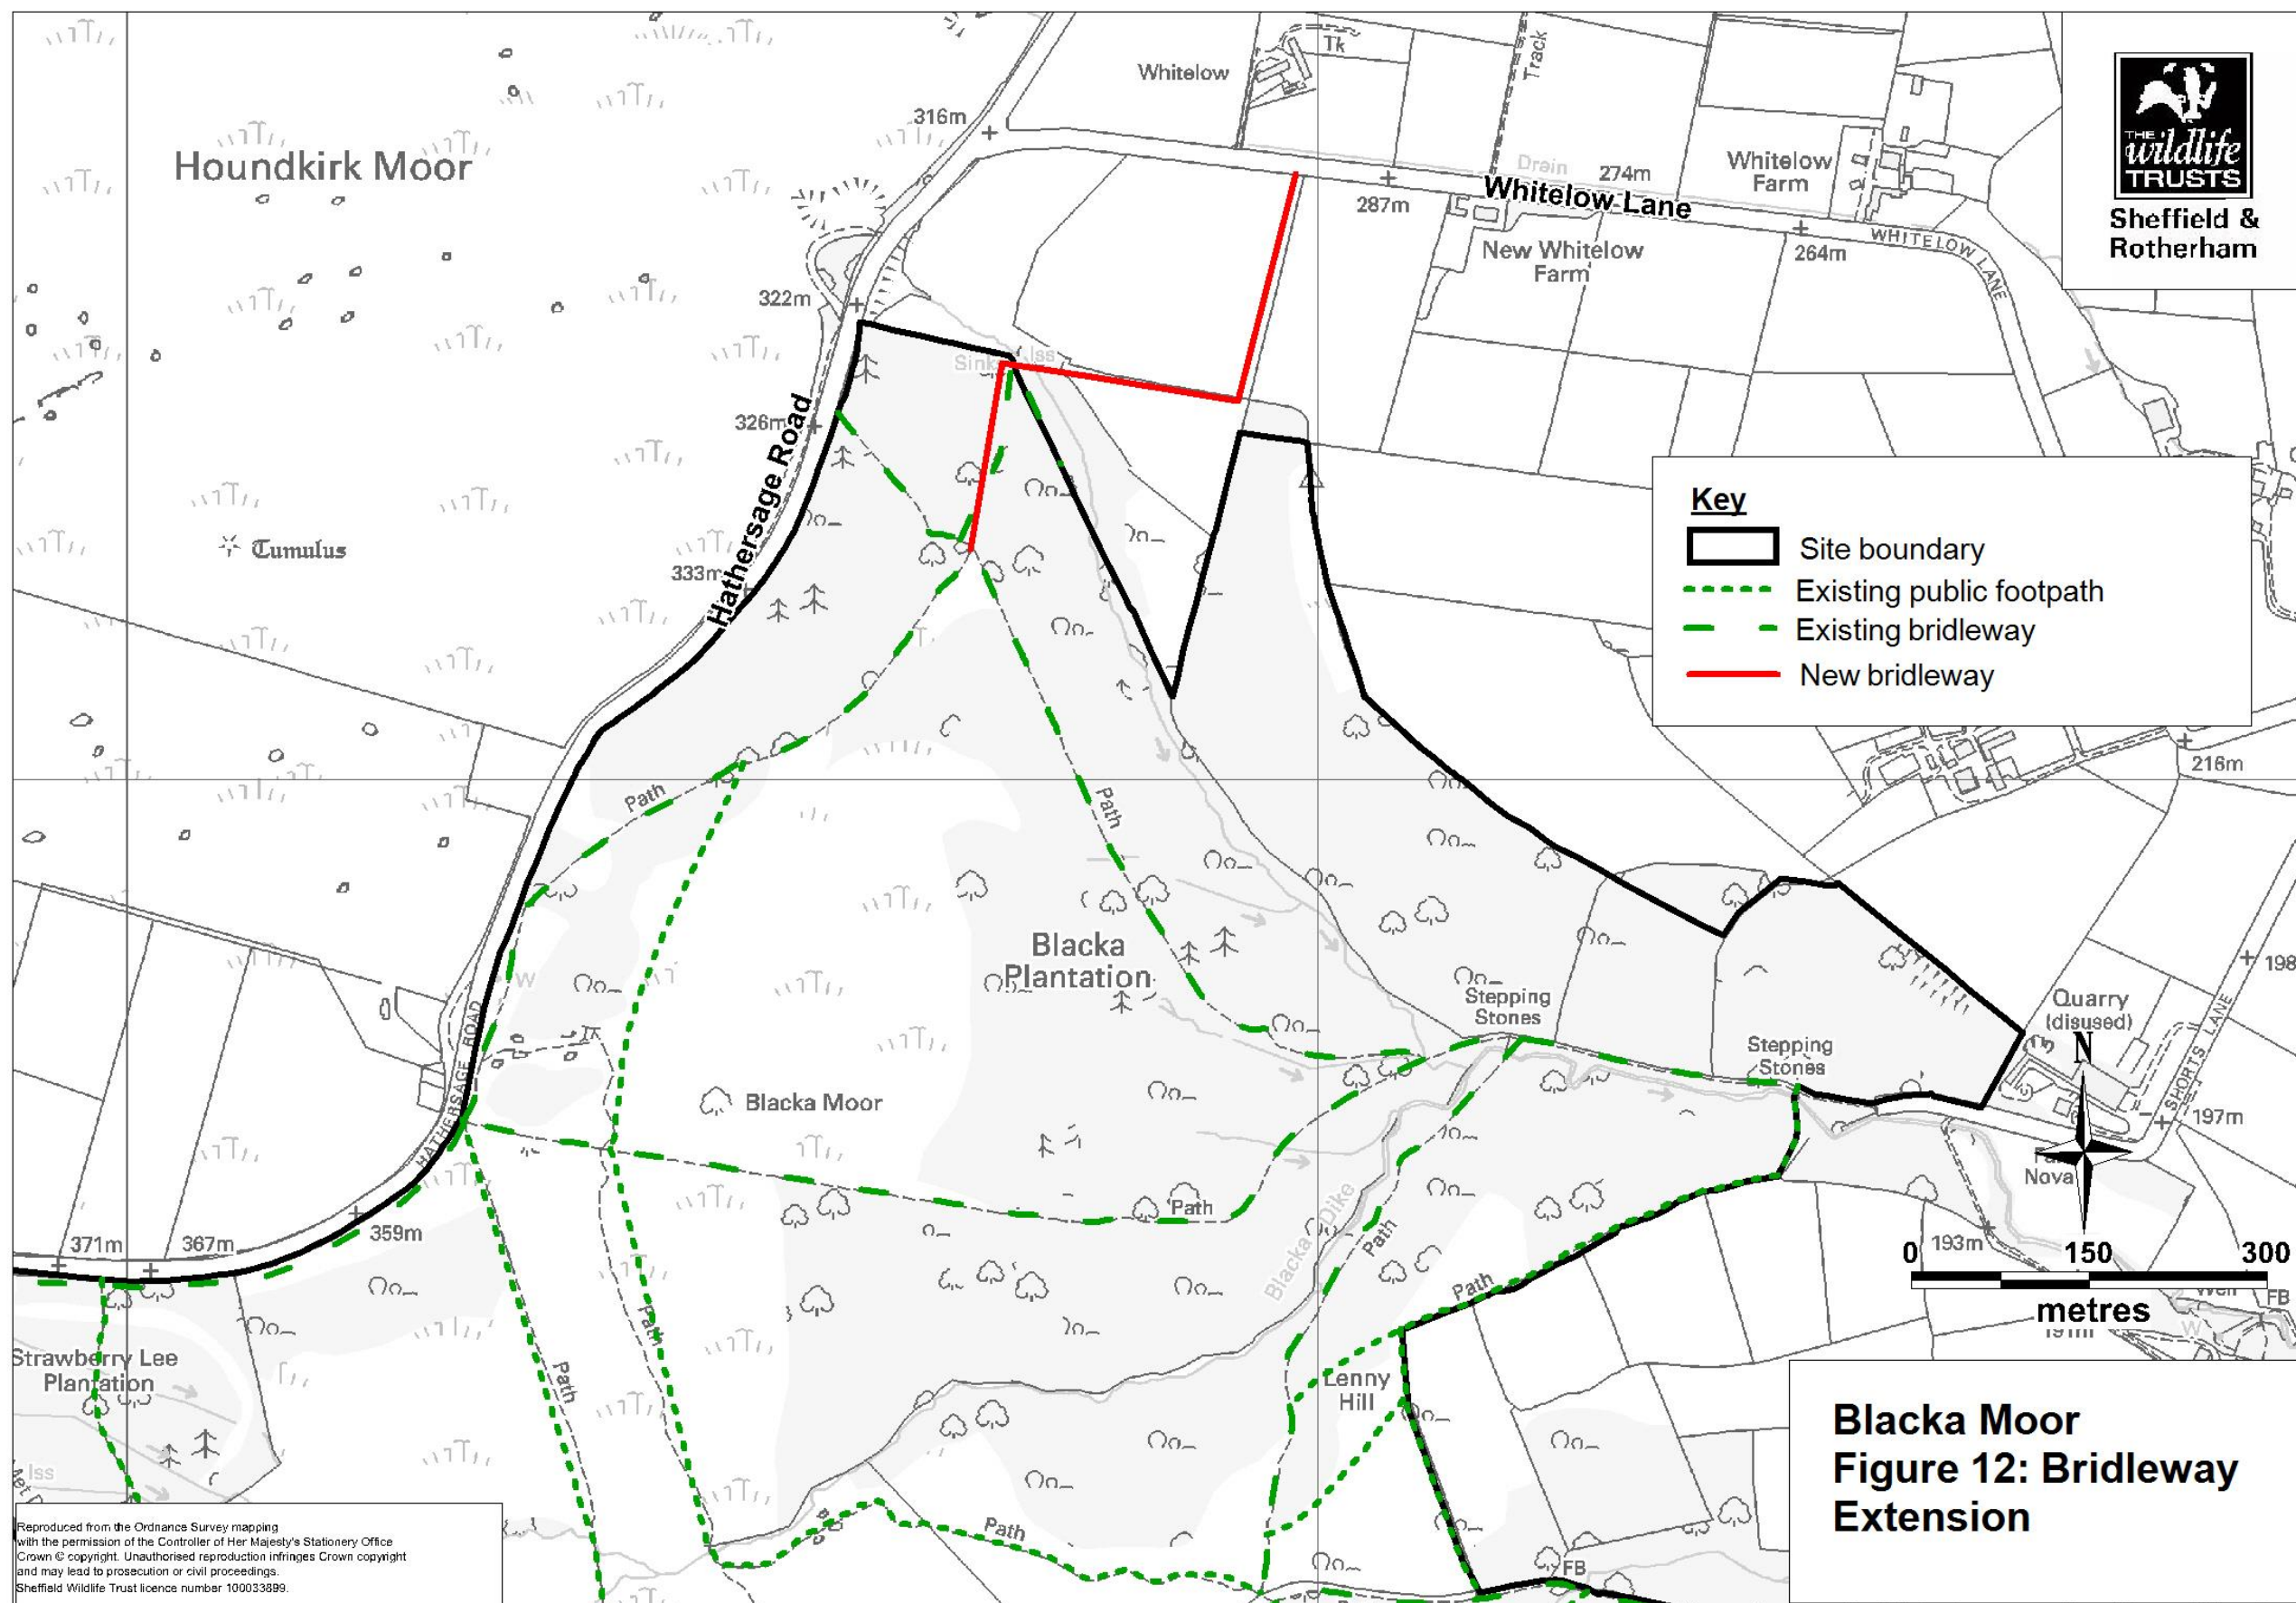 Whitelow
Tk
Track
316m
Houndkirk Moor
Drain
274m
Whitelow
Farm
Whitelow Lane
287m
WHITELOW LANE
264m
New Whitelow
Farm
THE
wildlife
TRUSTS
Sheffield &
Rotherham
322m
Iss
326m
Hathersage Road
Tumulus
333m
Key
Site boundary
Existing public footpath
Existing bridleway
New bridleway
216m
Path
Path
Blacka
Plantation
W
Stepping
Stones
198
Quarry
(disused)
N
SHORTS LANE
Stepping
Stones
Tk
HATHERSAGE ROAD
HATHERSAGE ROAD
Blacka Moor
197m
Nova
Path
Blacka Dike
Path
371m
367m
359m
193m
0
150
300
metres
FB
W
Path
Path
Path
Strawberry Lee
Plantation
Lenny
Hill
Iss
Path
FB
Blacka Moor
Figure 12: Bridleway
Extension
Reproduced from the Ordnance Survey mapping
with the permission of the Controller of Her Majesty's Stationery Office
Crown © copyright. Unauthorised reproduction infringes Crown copyright
and may lead to prosecution or civil proceedings.
Sheffield Wildlife Trust licence number 100033899.